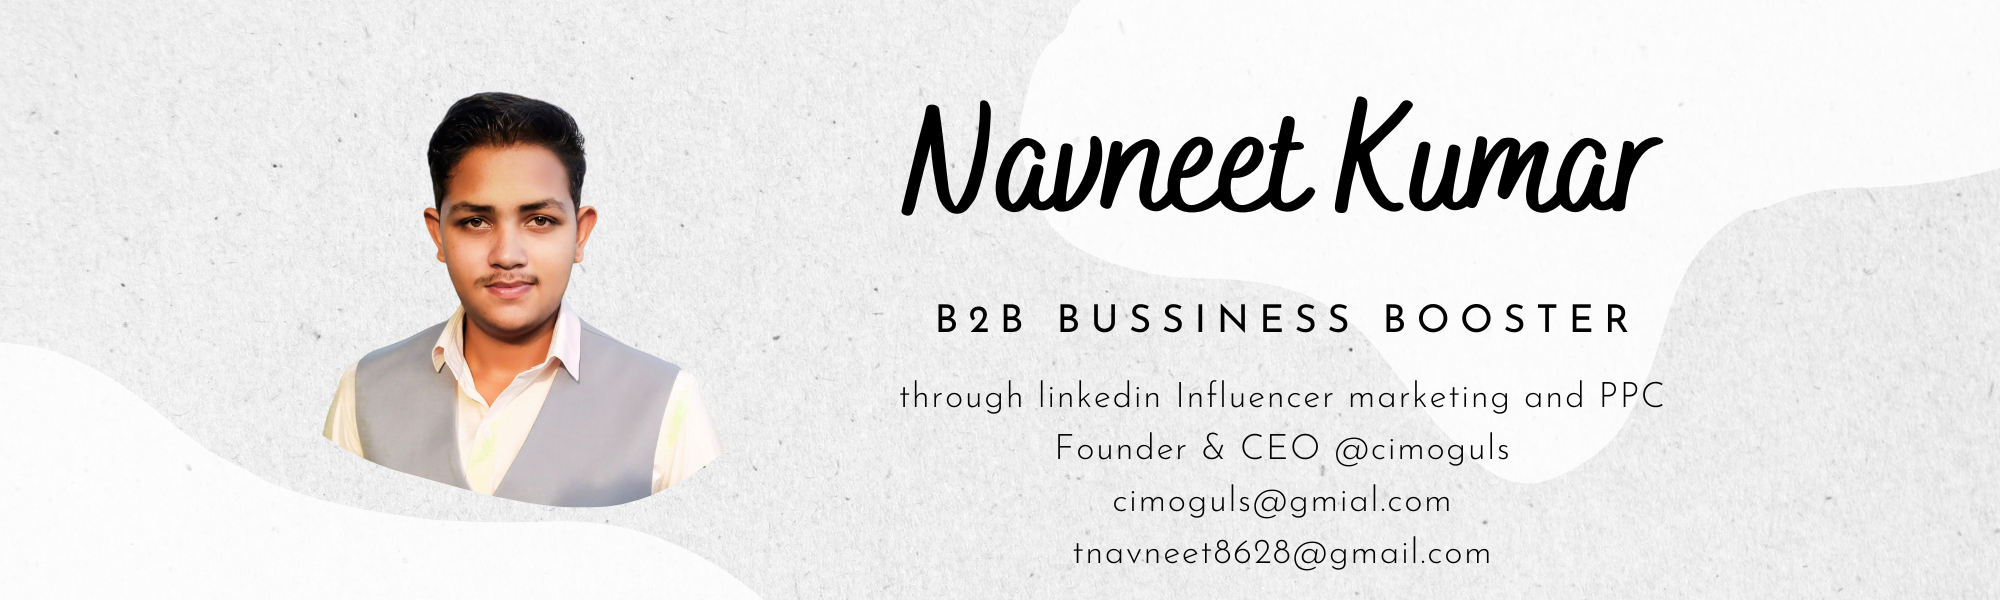 Navneet Kumar
B2B BUSSINESS BOOSTER
through linkedin Influencer marketing and PPC
Founder & CEO @cimoguls
cimoguls@gmial.com
tnavneet8628@gmail.com